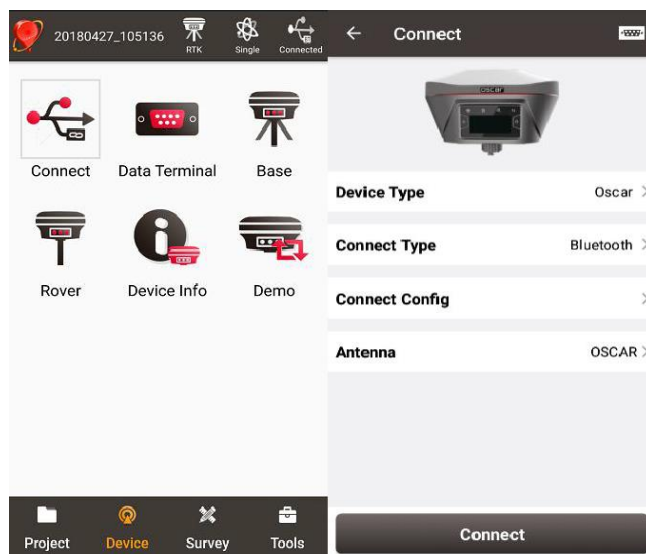 20180427_105136
RTK
Single
Connected
Connect
Data Terminal
Base
Rover
Device Info
Demo
Project
Device
Survey
Tools
Connect
OSCAR
Device Type
Oscar
Connect Type
Bluetooth
Connect Config
Antenna
OSCAR
Connect